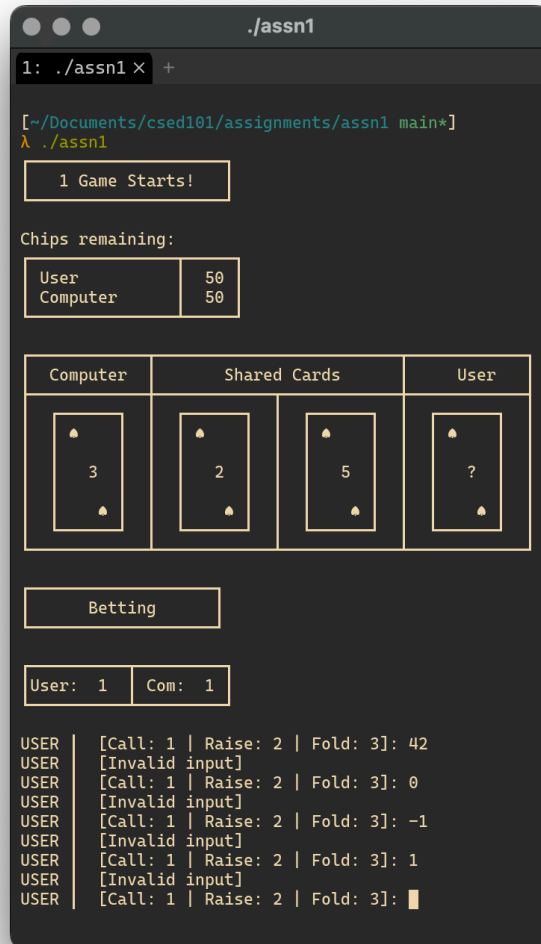 ./assn1
1: ./assn1 × +
[~/Documents/csed101/assignments/assn1 main*]
λ ./assn1
1 Game Starts!
Chips remaining:
User 50
Computer 50
Computer Shared Cards User
♠ ♠ ♠ ♠
3 2 5 ?
♠ ♠ ♠ ♠
Betting
User: 1 Com: 1
USER | [Call: 1 | Raise: 2 | Fold: 3]: 42
USER | [Invalid input]
USER | [Call: 1 | Raise: 2 | Fold: 3]: 0
USER | [Invalid input]
USER | [Call: 1 | Raise: 2 | Fold: 3]: -1
USER | [Invalid input]
USER | [Call: 1 | Raise: 2 | Fold: 3]: 1
USER | [Invalid input]
USER | [Call: 1 | Raise: 2 | Fold: 3]: